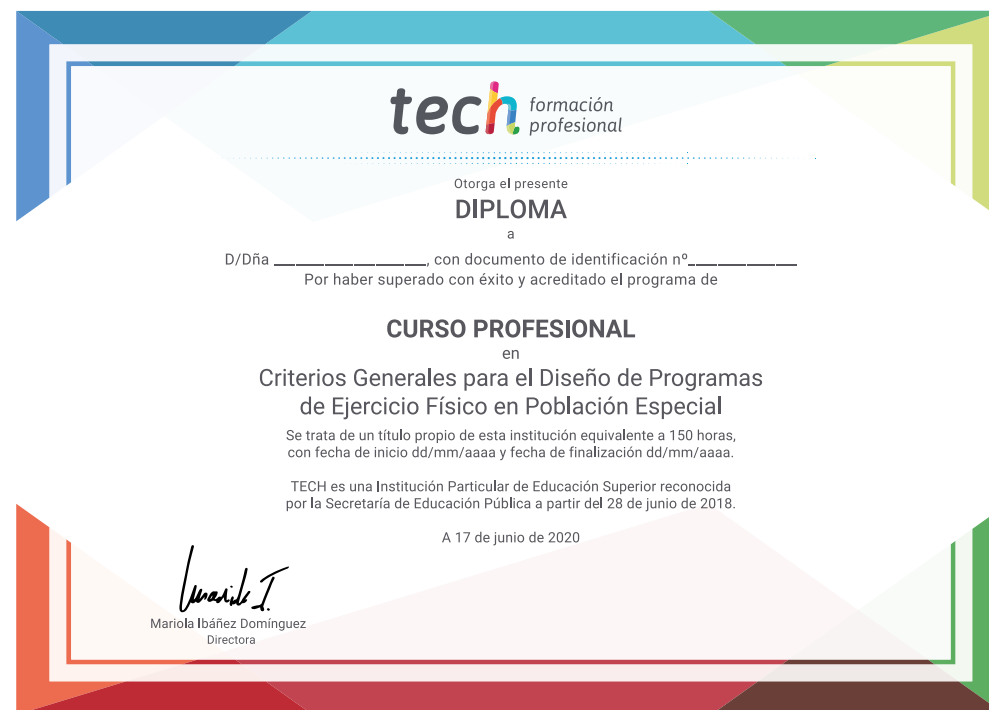 tech formación
profesional
Otorga el presente
DIPLOMA
a
D/Dña ____________________, con documento de identificación nº______________
Por haber superado con éxito y acreditado el programa de
CURSO PROFESIONAL
en
Criterios Generales para el Diseño de Programas
de Ejercicio Físico en Población Especial
Se trata de un título propio de esta institución equivalente a 150 horas,
con fecha de inicio dd/mm/aaaa y fecha de finalización dd/mm/aaaa.
TECH es una Institución Particular de Educación Superior reconocida
por la Secretaría de Educación Pública a partir del 28 de junio de 2018.
A 17 de junio de 2020
Mariola Ibáñez Domínguez
Directora